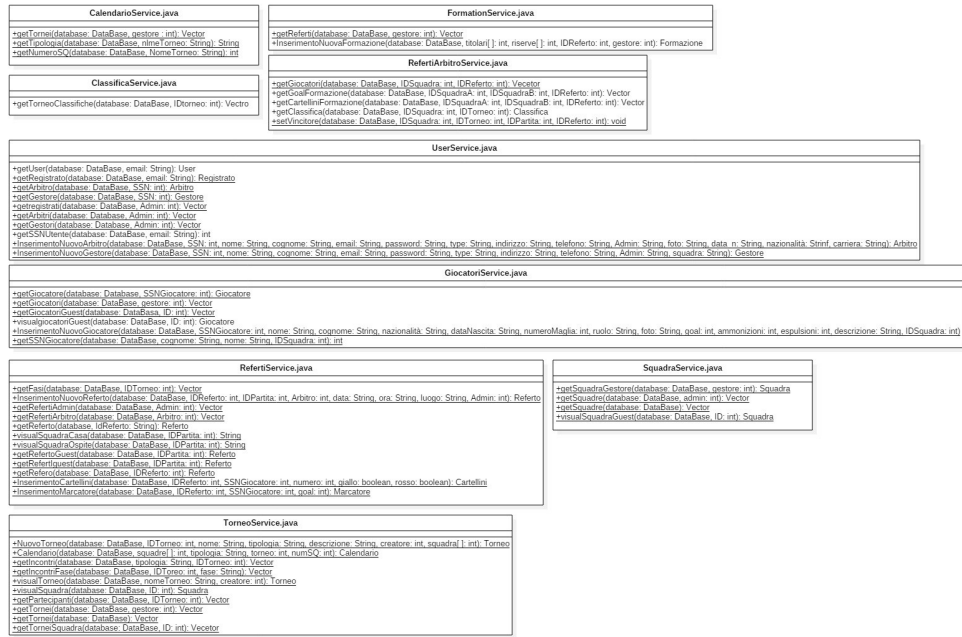 CalendarioService.java
+getTornei(database: DataBase, gestore : int): Vector
+getTipologia(database: DataBase, nImeTorneo: String): String
+getNumeroSQ(database: DataBase, NomeTorneo: String): int
FormationService.java
+getReferti(database: DataBase, gestore: int): Vector
+InserimentoNuovaFormazione(database: DataBase, titolari[ ]: int, riserve[ ]: int, IDReferto: int, gestore: int): Formazione
ClassificaService.java
+getTorneoClassifiche(database: DataBase, IDtorneo: int): Vectro
RefertiArbitroService.java
+getGiocatori(database: DataBase, IDSquadra: int, IDReferto: int): Vecetor
+getGoalFormazione(database: DataBase, IDSquadraA: int, IDSquadraB: int, IDReferto: int): Vector
+getCartelliniFormazione(database: DataBase, IDSquadraA: int, IDSquadraB: int, IDReferto: int): Vector
+getClassifica(database: DataBase, IDSquadra: int, IDTorneo: int): Classifica
+setVincitore(database: DataBase, IDSquadra: int, IDTorneo: int, IDPartita: int, IDReferto: int): void
UserService.java
+getUser(database: DataBase, email: String): User
+getRegistrato(database: DataBase, email: String): Registrato
+getArbitro(database: DataBase, SSN: int): Arbitro
+getGestore(database: DataBase, SSN: int): Gestore
+getregistrati(database: DataBase, Admin: int): Vector
+getArbitri(database: Database, Admin: int): Vector
+getGestori(database: DataBase, Admin: int): Vector
+getSSNUtente(database: DataBase, email: String): int
+InserimentoNuovoArbitro(database: DataBase, SSN: int, nome: String, cognome: String, email: String, password: String, type: String, indirizzo: String, telefono: String, Admin: String, foto: String, data_n: String, nazionalità: Strinf, carriera: String): Arbitro
+InserimentoNuovoGestore(database: DataBase, SSN: int, nome: String, cognome: String, email: String, password: String, type: String, indirizzo: String, telefono: String, Admin: String, squadra: String): Gestore
GiocatoriService.java
+getGiocatore(database: Database, SSNGiocatore: int): Giocatore
+getGiocatori(database: DataBase, gestore: int): Vector
+getGiocatoriGuest(database: DataBasa, ID: int): Vector
+visualgiocatoriGuest(database: DataBase, ID: int): Giocatore
+InserimentoNuovoGiocatore(database: DataBase, SSNGiocatore: int, nome: String, cognome: String, nazionalità: String, dataNascita: String, numeroMaglia: int, ruolo: String, foto: String, goal: int, ammonizioni: int, espulsioni: int, descrizione: String, IDSquadra: int)
+getSSNGiocatore(database: DataBase, cognome: String, nome: String, IDSquadra: int): int
RefertiService.java
+getFasi(database: DataBase, IDTorneo: int): Vector
+InserimentoNuovoReferto(database: DataBase, IDReferto: int, IDPartita: int, Arbitro: int, data: String, ora: String, luogo: String, Admin: int): Referto
+getRefertiAdmin(database: DataBase, Admin: int): Vector
+getRefertiArbitro(database: DataBase, Arbitro: int): Vector
+getReferto(database, IdReferto: String): Referto
+visualSquadraCasa(database: DataBase, IDPartita: int): String
+visualSquadraOspite(database: DataBase, IDPartita: int): String
+getRefertoGuest(database: DataBase, IDPartita: int): Referto
+getRefertIguest(database: DataBase, IDPartita: int): Referto
+getRefero(database: DataBase, IDReferto: int): Referto
+InserimentoCartellini(database: DataBase, IDReferto: int, SSNGiocatore: int, numero: int, giallo: boolean, rosso: boolean): Cartellini
+InserimentoMarcatore(database: DataBase, IDReferto: int, SSNGiocatore: int, goal: int): Marcatore
SquadraService.java
+getSquadraGestore(database: DataBase, gestore: int): Squadra
+getSquadre(database: DataBase, admin: int): Vector
+getSquadre(database: DataBase): Vector
+visualSquadraGuest(database: DataBase, ID: int): Squadra
TorneoService.java
+NuovoTorneo(database: DataBase, IDTorneo: int, nome: String, tipologia: String, descrizione: String, creatore: int, squadra[ ]: int): Torneo
+Calendario(database: DataBase, squadre[ ]: int, tipologia: String, torneo: int, numSQ: int): Calendario
+getIncontri(database: DataBase, tipologia: String, IDTorneo: int): Vector
+getIncontriFase(database: DataBase, IDToreo: int, fase: String): Vector
+visualTorneo(database: DataBase, nomeTorneo: String, creatore: int): Torneo
+visualSquadra(database: DataBase, ID: int): Squadra
+getPartecipanti(database: DataBase, IDTorneo: int): Vector
+getTornei(database: DataBase, gestore: int): Vector
+getTornei(database: DataBase): Vector
+getTorneiSquadra(database: DataBase, ID: int): Vecetor